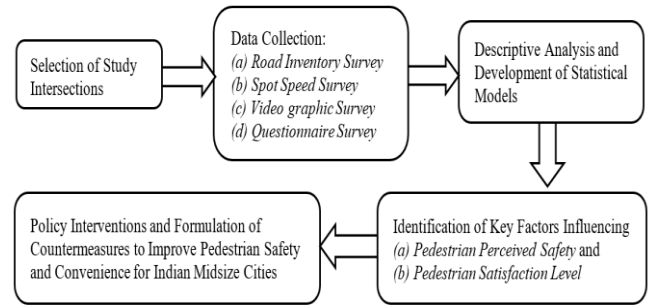 Selection of Study
Intersections
Data Collection:
(a) Road Inventory Survey
(b) Spot Speed Survey
(c) Video graphic Survey
(d) Questionnaire Survey
Descriptive Analysis and
Development of Statistical
Models
Identification of Key Factors Influencing
(a) Pedestrian Perceived Safety and
(b) Pedestrian Satisfaction Level
Policy Interventions and Formulation of
Countermeasures to Improve Pedestrian Safety
and Convenience for Indian Midsize Cities